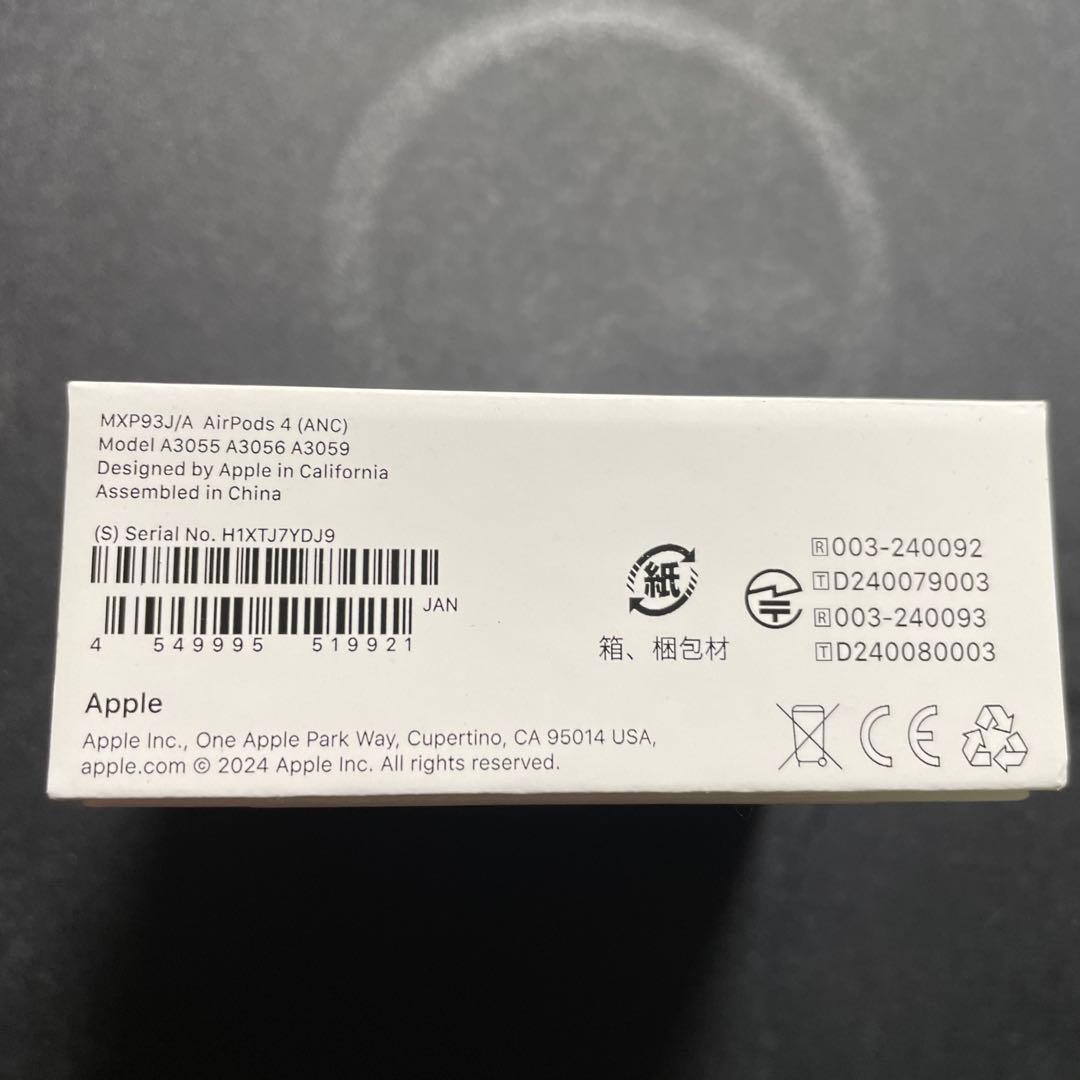 MXP93J/A AirPods 4 (ANC)
Model A3055 A3056 A3059
Designed by Apple in California
Assembled in China
(S) Serial No. H1XTJ7YDJ9
JAN
4 549995 519921
紙
箱、梱包材
R003-240092
TD240079003
R003-240093
TD240080003
Apple
Apple Inc., One Apple Park Way, Cupertino, CA 95014 USA,
apple.com © 2024 Apple Inc. All rights reserved.
CE